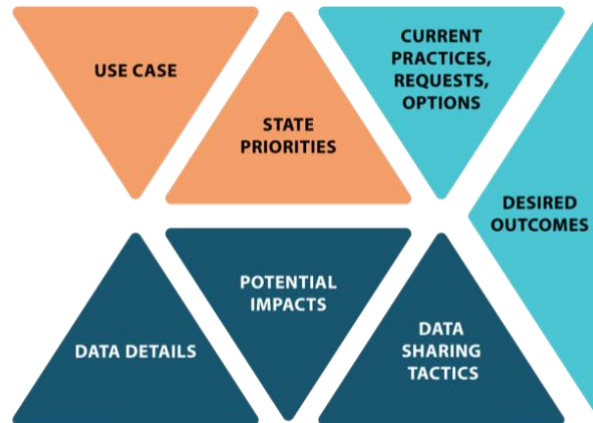 USE CASE
STATE
PRIORITIES
CURRENT
PRACTICES,
REQUESTS,
OPTIONS
DESIRED
OUTCOMES
DATA DETAILS
POTENTIAL
IMPACTS
DATA
SHARING
TACTICS